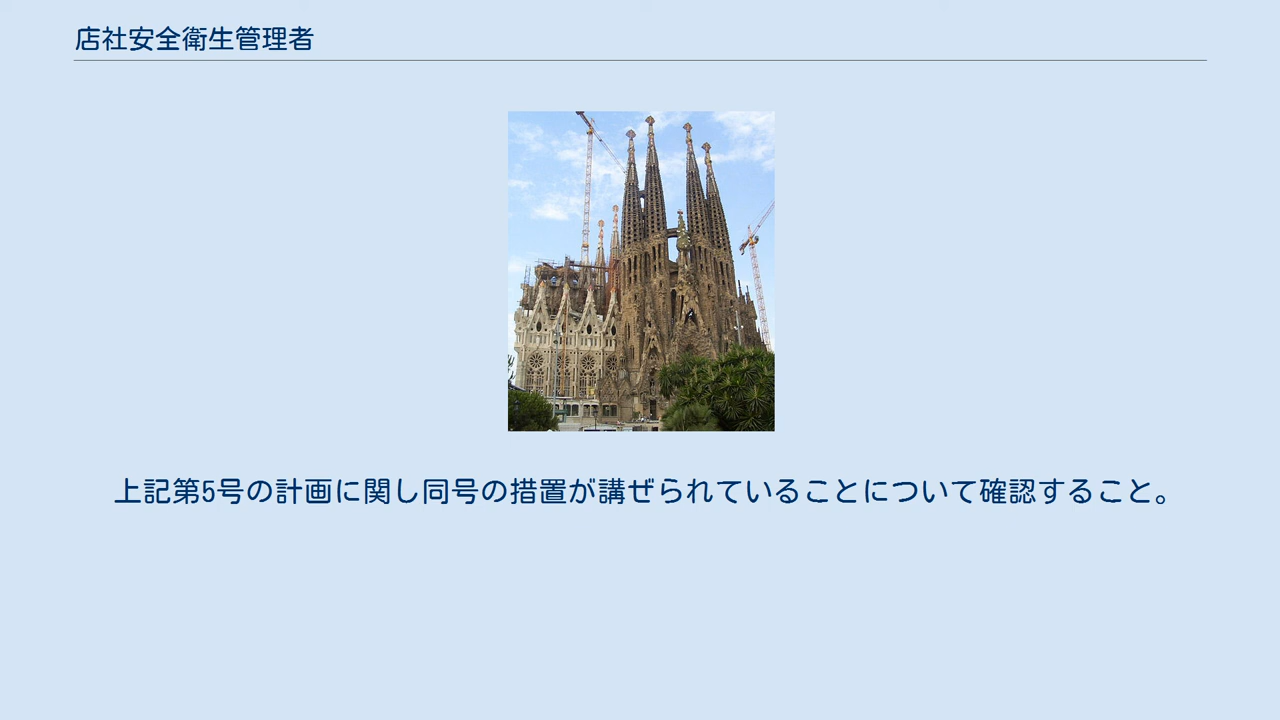 店社安全衛生管理者
上記第5号の計画に関し同号の措置が講ぜられていることについて確認すること。